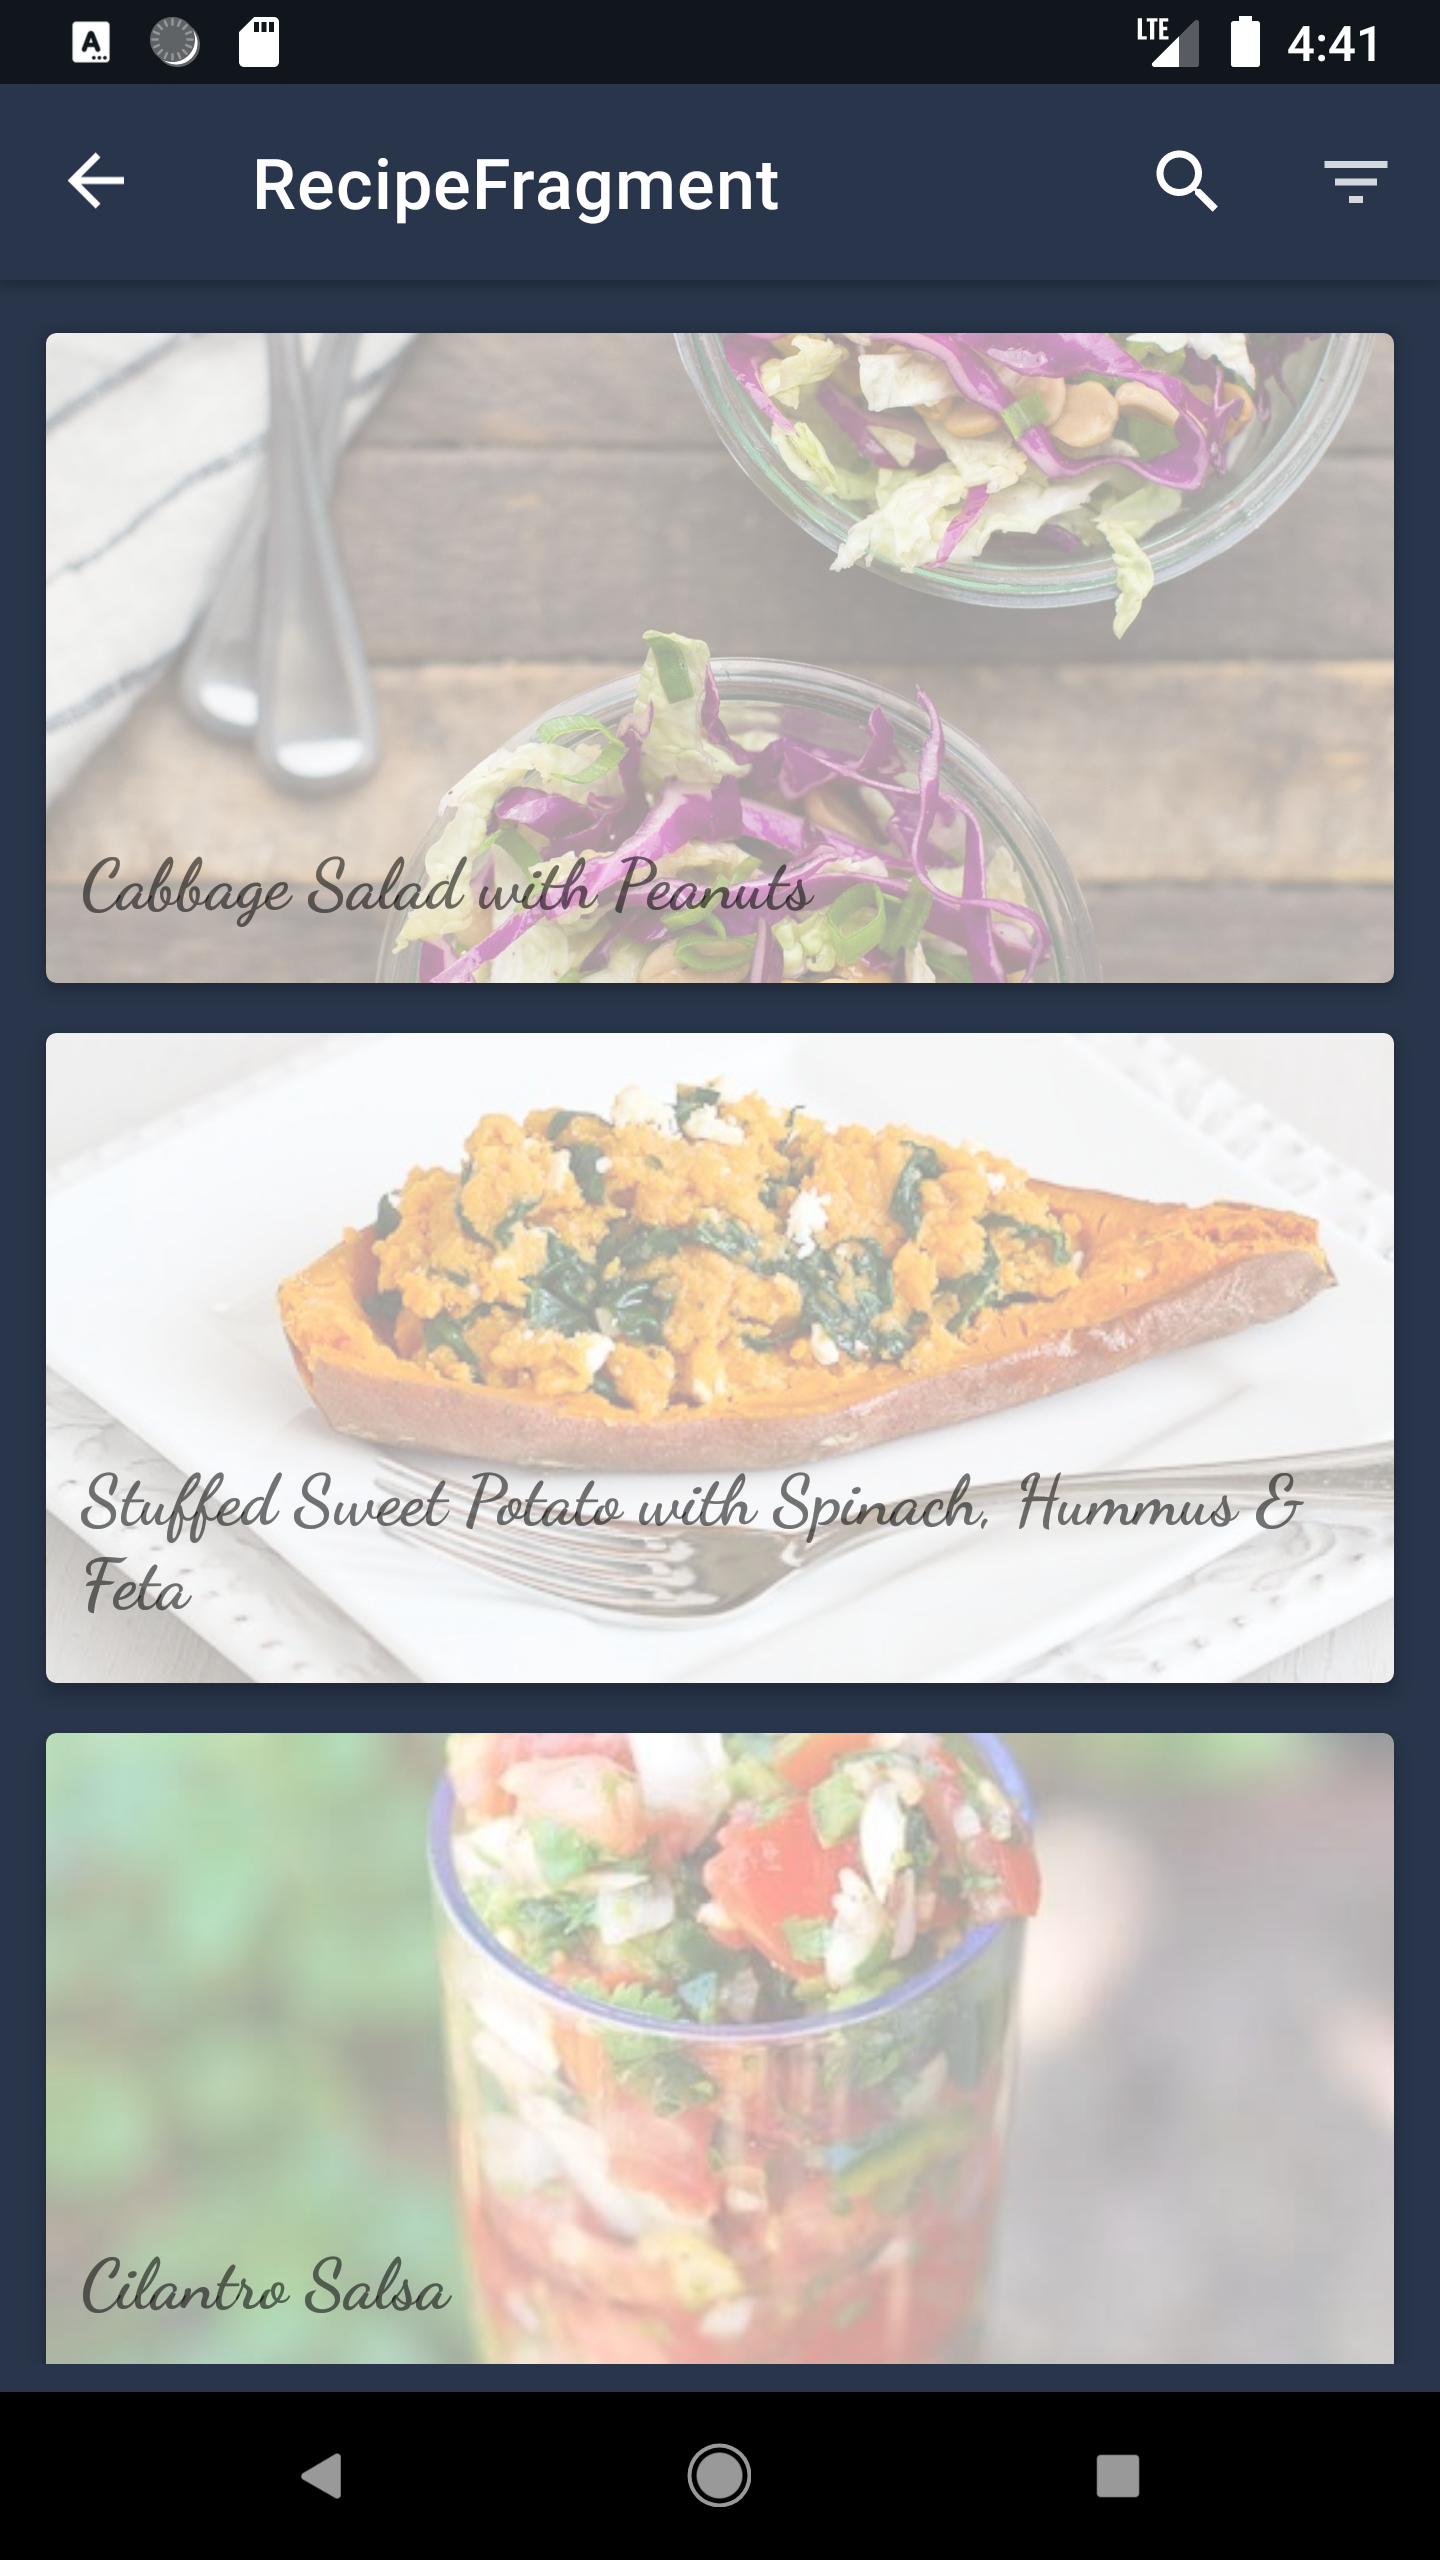 A
LTE 4:41
RecipeFragment
Cabbage Salad with Peanuts
Stuffed Sweet Potato with Spinach, Hummus &
Feta
Cilantro Salsa